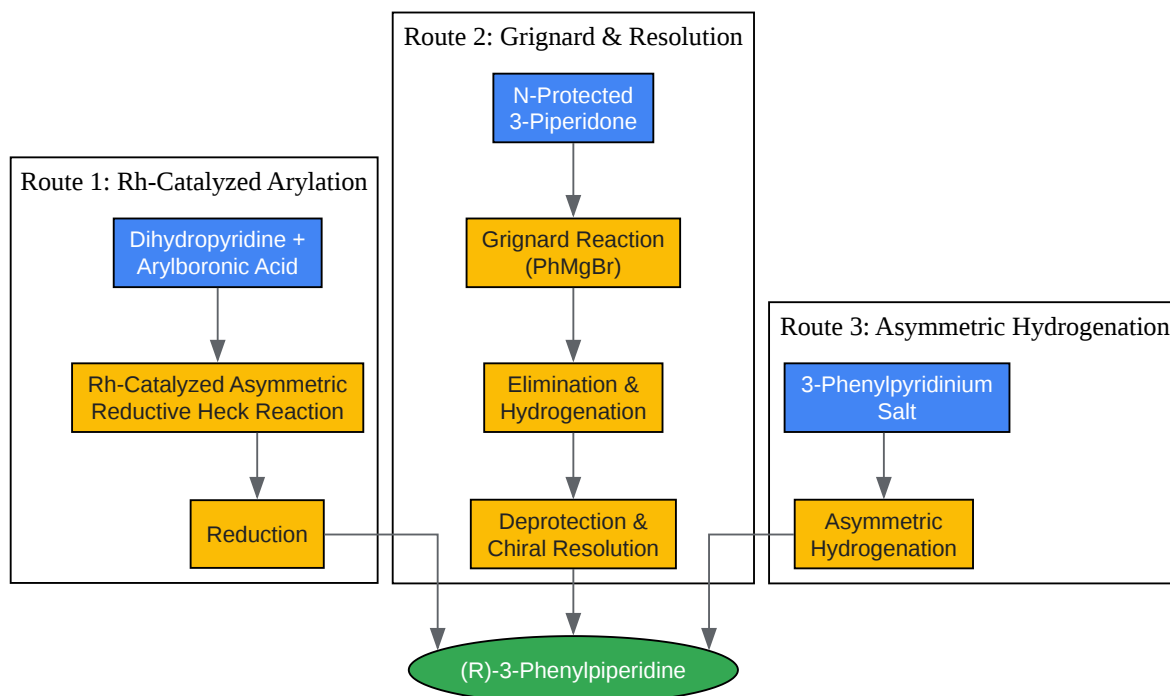 Route 1: Rh-Catalyzed Arylation
Dihydropyridine +
Arylboronic Acid
Rh-Catalyzed Asymmetric
Reductive Heck Reaction
Reduction
Route 2: Grignard & Resolution
N-Protected
3-Piperidone
Grignard Reaction
(PhMgBr)
Elimination &
Hydrogenation
Deprotection &
Chiral Resolution
Route 3: Asymmetric Hydrogenation
3-Phenylpyridinium
Salt
Asymmetric
Hydrogenation
(R)-3-Phenylpiperidine